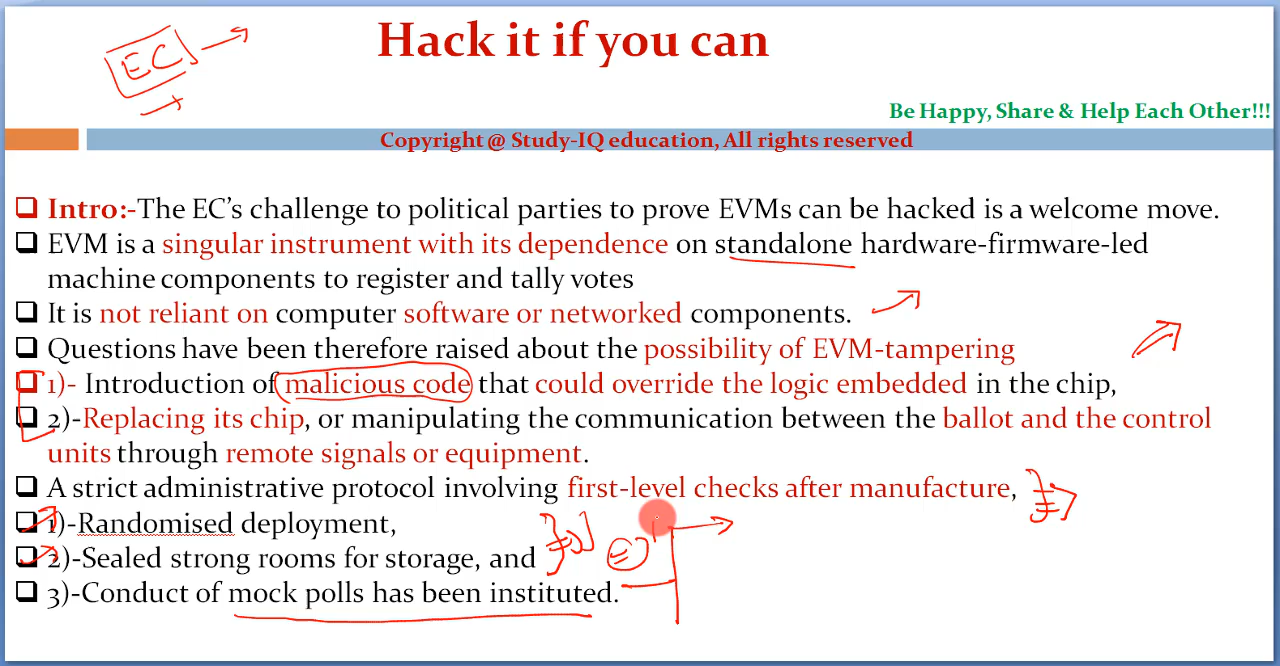 Hack it if you can
EC
Be Happy, Share & Help Each Other!!!
Copyright @ Study-IQ education, All rights reserved
Intro:-The EC's challenge to political parties to prove EVMs can be hacked is a welcome move.
EVM is a singular instrument with its dependence on standalone hardware-firmware-led
machine components to register and tally votes
It is not reliant on computer software or networked components.
Questions have been therefore raised about the possibility of EVM-tampering
1)- Introduction of malicious code that could override the logic embedded in the chip,
2)-Replacing its chip, or manipulating the communication between the ballot and the control
units through remote signals or equipment.
A strict administrative protocol involving first-level checks after manufacture,
1)-Randomised deployment,
2)-Sealed strong rooms for storage, and
3)-Conduct of mock polls has been instituted.